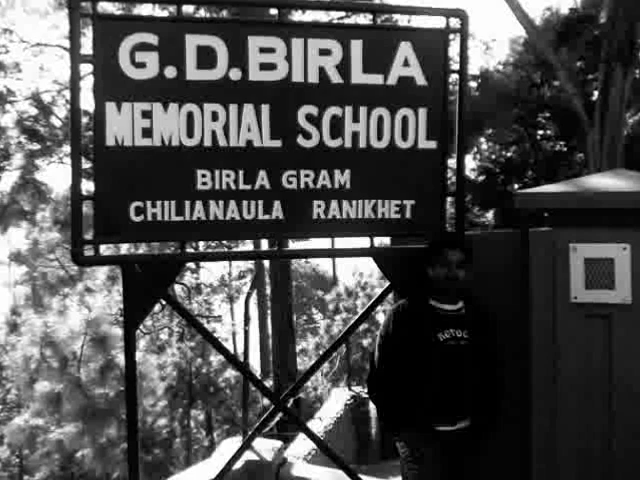 G.D.BIRLA
MEMORIAL SCHOOL
BIRLA GRAM
CHILIANAULA RANIKHET